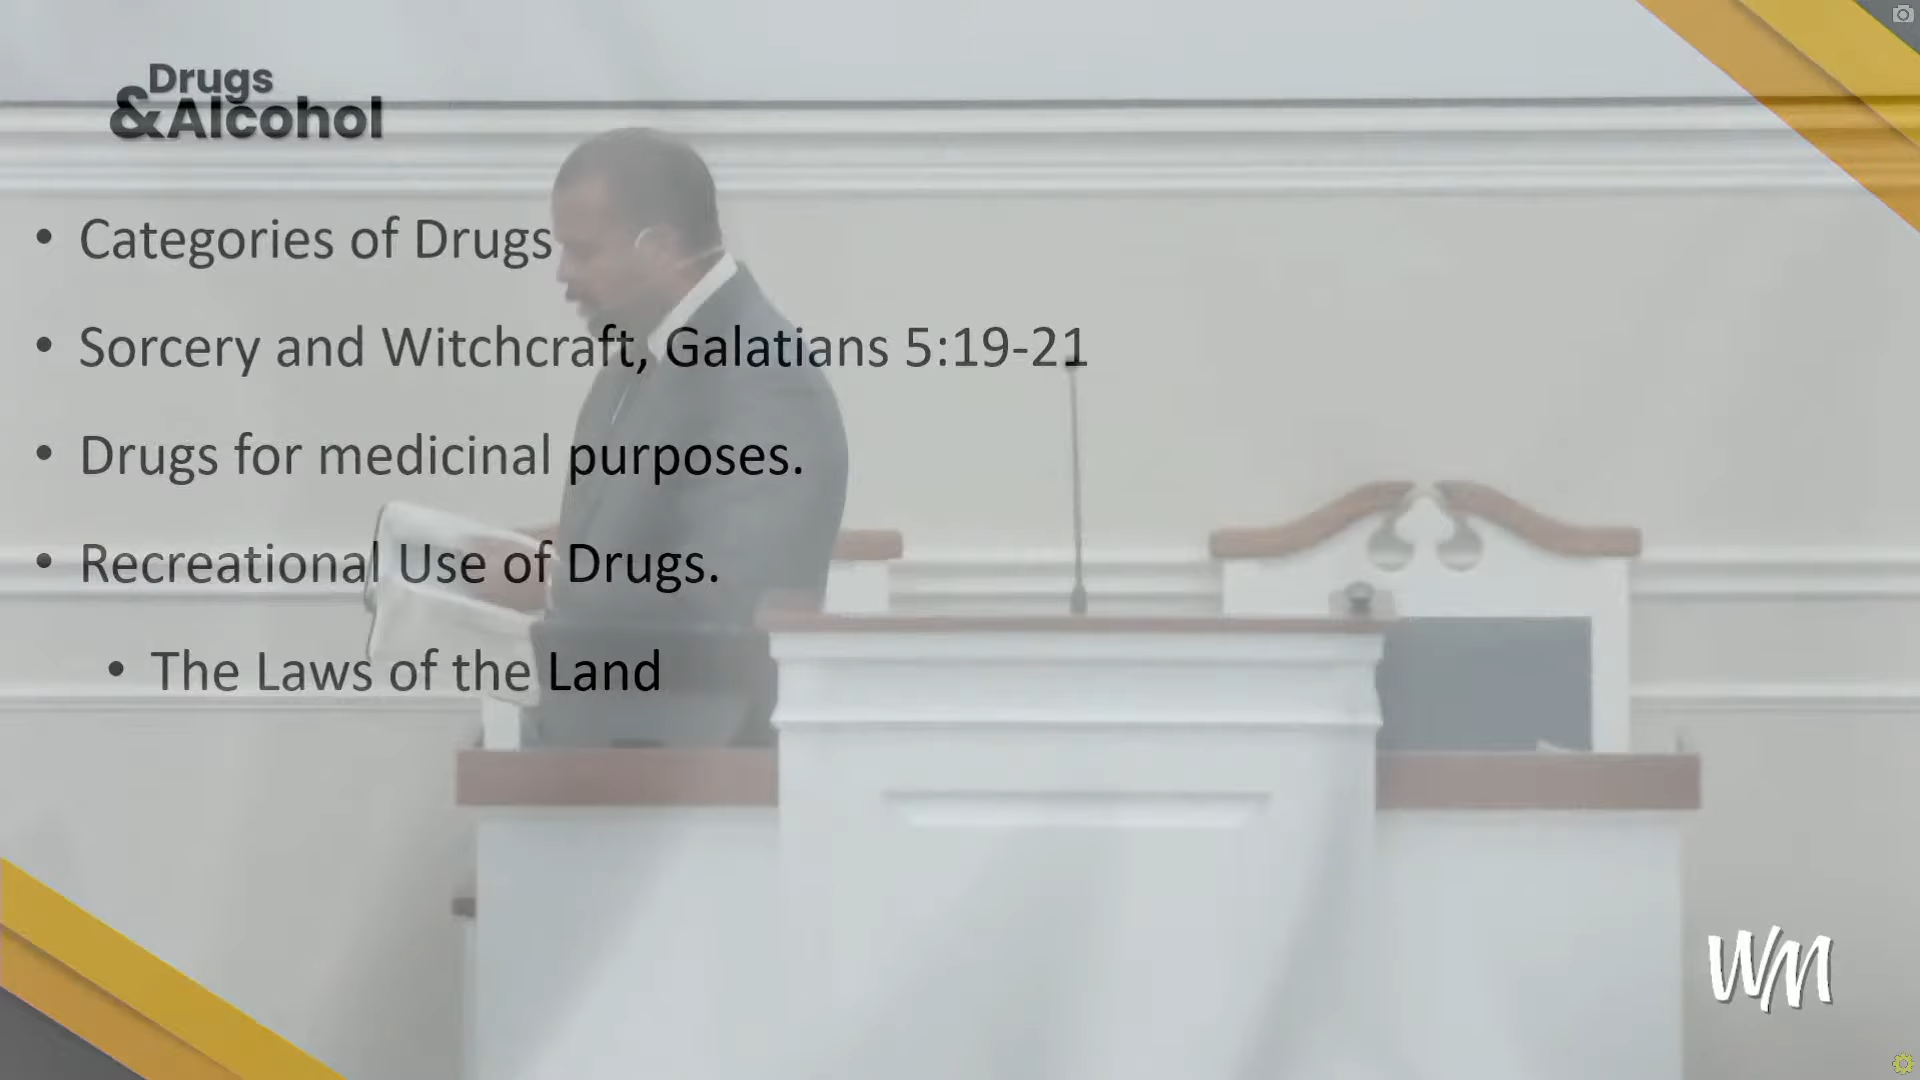 Drugs
&Alcohol
• Categories of Drugs
• Sorcery and Witchcraft, Galatians 5:19-21
• Drugs for medicinal purposes.
• Recreational Use of Drugs.
• The Laws of the Land
WM